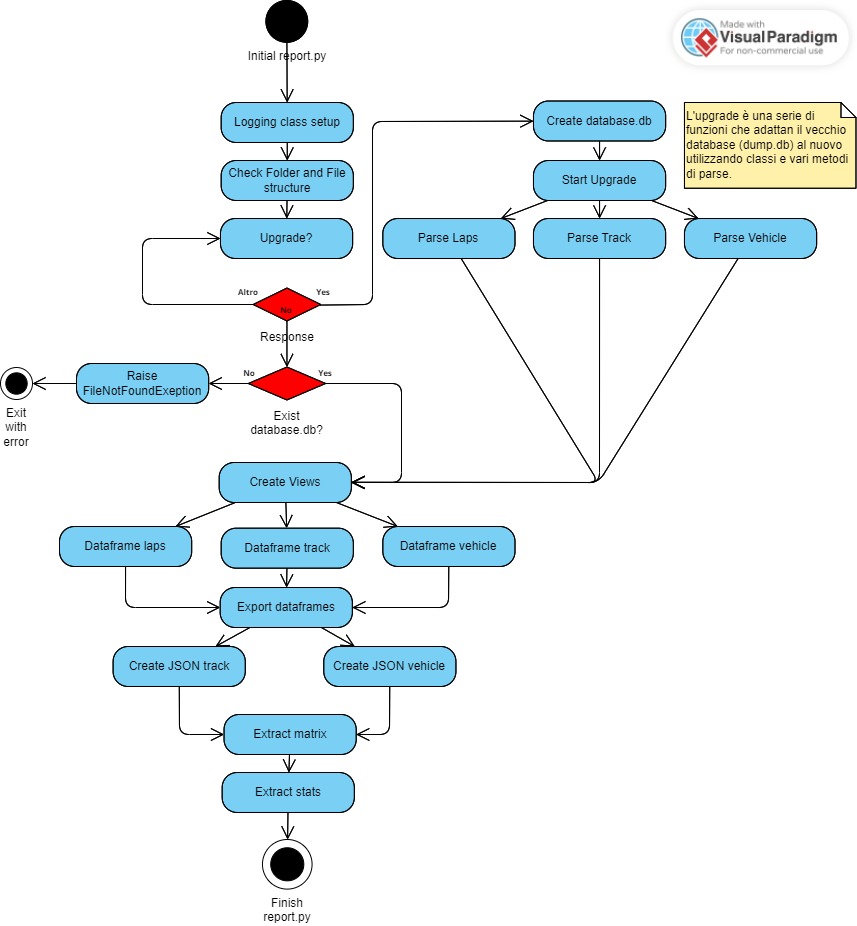 Made with
VisualParadigm
For non-commercial use
Initial report.py
Logging class setup
Create database.db
L'upgrade è una serie di
funzioni che adattan il vecchio
database (dump.db) al nuovo
utilizzando classi e vari metodi
di parse.
Check Folder and File
structure
Start Upgrade
Upgrade?
Parse Laps
Parse Track
Parse Vehicle
Altro
Yes
No
Response
No
Yes
Raise
FileNotFoundExeption
Exit
with
error
Exist
database.db?
Create Views
Dataframe laps
Dataframe track
Dataframe vehicle
Export dataframes
Create JSON track
Create JSON vehicle
Extract matrix
Extract stats
Finish
report.py